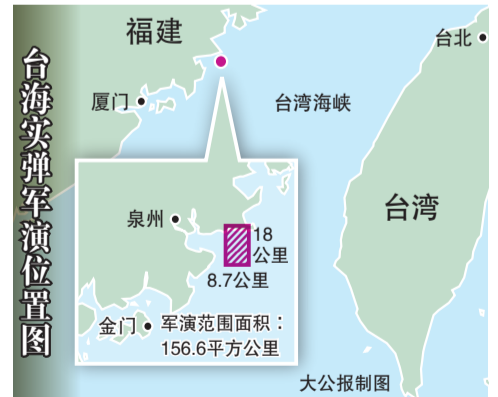 台海实弹军演位置图
福建
台北
厦门
台湾海峡
台湾
泉州
18
公里
8.7公里
金门
军演范围面积：
156.6平方公里
大公报制图